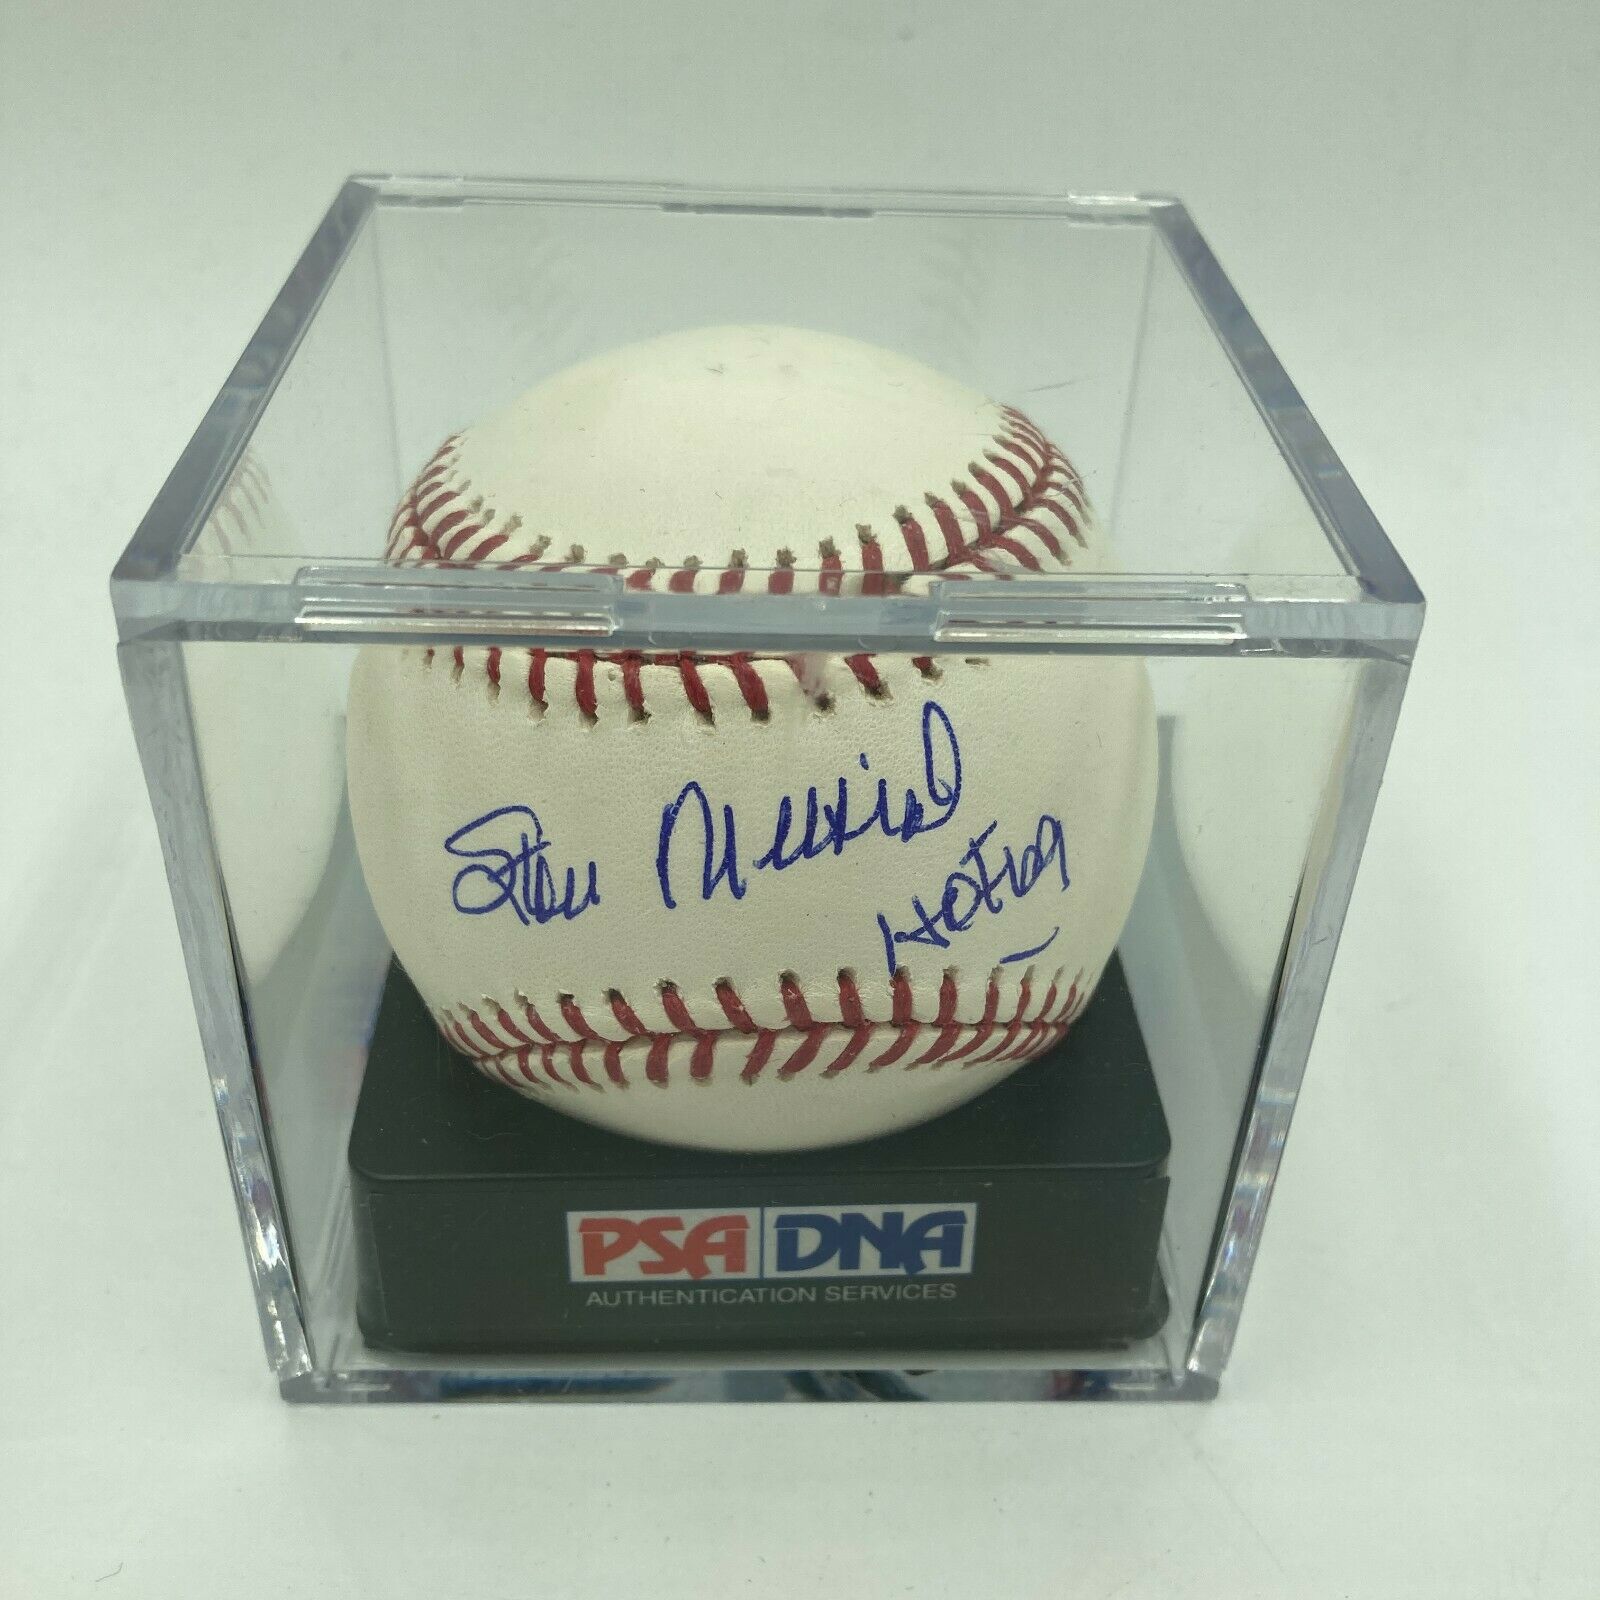 Stan Musial
HOF 69
PSA DNA
AUTHENTICATION SERVICES